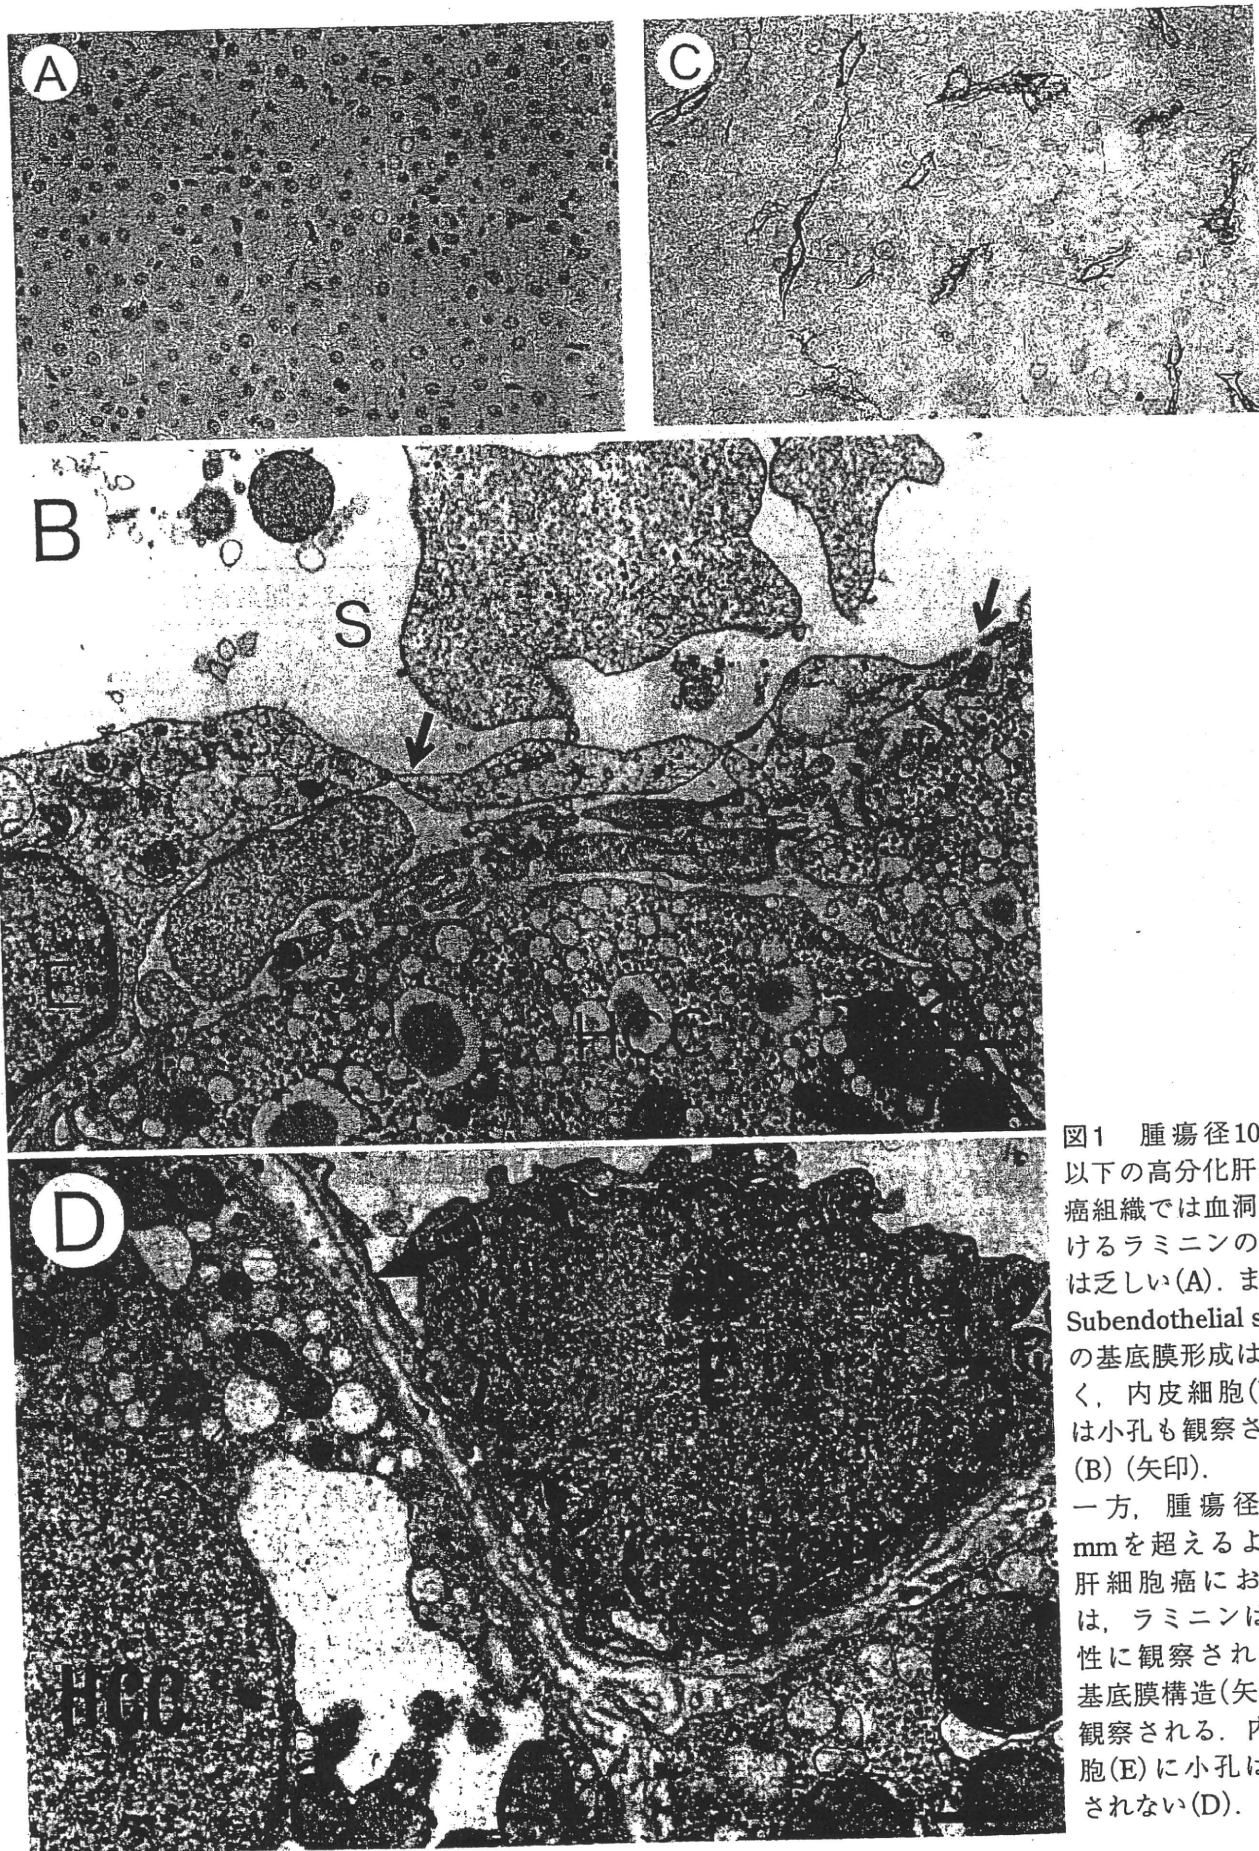 A
C
B
S
E
HCC
D
E
HCC
図1 腫瘍径10
以下の高分化肝
癌組織では血洞
けるラミニンの
は乏しい(A). ま
Subendothelial s
の基底膜形成は
く，内皮細胞(
は小孔も観察さ
(B) (矢印).
一方，腫瘍径
mmを超えるよ
肝細胞癌にお
は，ラミニンは
性に観察され
基底膜構造(矢
観察される．内
胞(E)に小孔は
されない(D).